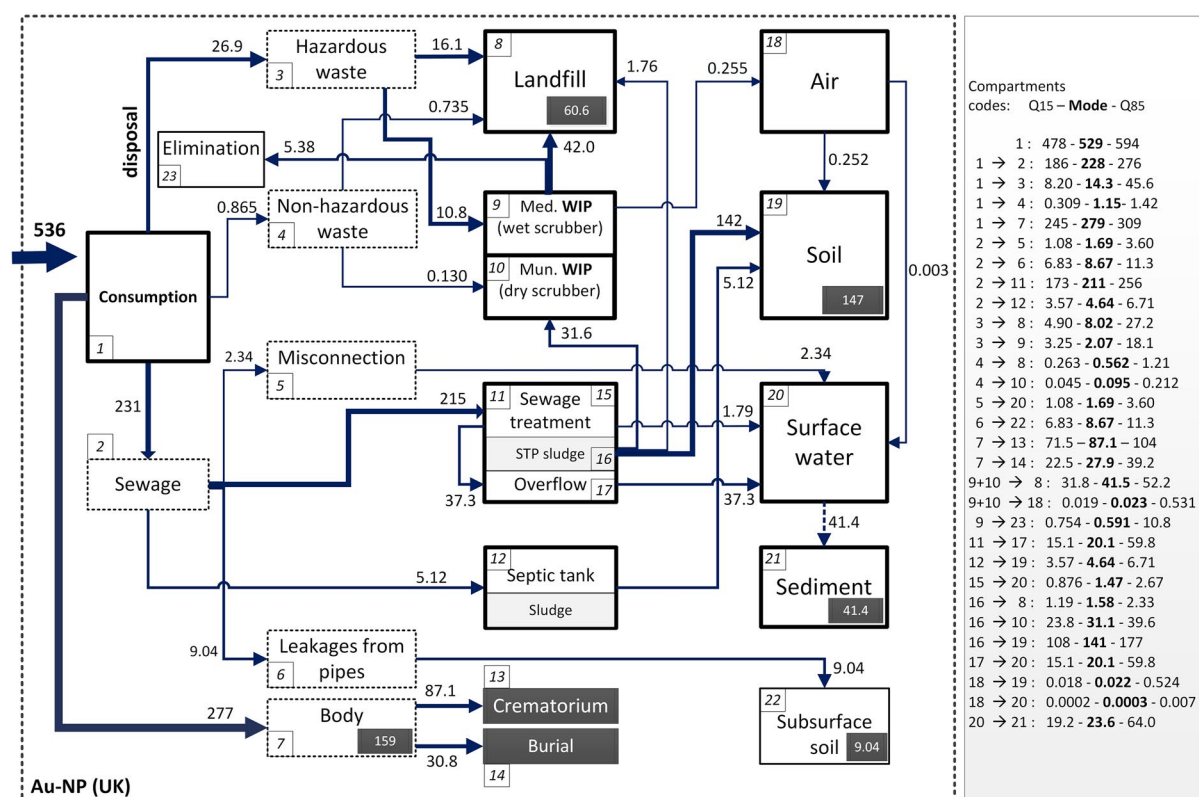 26.9
Hazardous
waste
3
16.1
8
Landfill
60.6
1.76
0.255
18
Air
0.735
disposal
Elimination
23
5.38
42.0
0.252
0.865
Non-hazardous
waste
4
10.8
9
Med. WIP
(wet scrubber)
142
19
Soil
147
536
0.130
10
Mun. WIP
(dry scrubber)
5.12
0.003
Consumption
1
31.6
2.34
Misconnection
5
2.34
231
215
11
Sewage
treatment
15
1.79
20
Surface
water
2
Sewage
STP sludge
16
37.3
Overflow
17
37.3
41.4
12
Septic tank
Sludge
5.12
21
Sediment
41.4
9.04
Leakages from
pipes
6
9.04
13
87.1
Crematorium
277
Body
159
7
30.8
Burial
14
22
Subsurface
soil
9.04
Au-NP (UK)
Compartments
codes: Q15 – Mode - Q85
1 : 478 - 529 - 594
1 → 2 : 186 - 228 - 276
1 → 3 : 8.20 - 14.3 - 45.6
1 → 4 : 0.309 - 1.15- 1.42
1 → 7 : 245 - 279 - 309
2 → 5 : 1.08 - 1.69 - 3.60
2 → 6 : 6.83 - 8.67 - 11.3
2 → 11 : 173 - 211 - 256
2 → 12 : 3.57 - 4.64 - 6.71
3 → 8 : 4.90 - 8.02 - 27.2
3 → 9 : 3.25 - 2.07 - 18.1
4 → 8 : 0.263 - 0.562 - 1.21
4 → 10 : 0.045 - 0.095 - 0.212
5 → 20 : 1.08 - 1.69 - 3.60
6 → 22 : 6.83 - 8.67 - 11.3
7 → 13 : 71.5 – 87.1 – 104
7 → 14 : 22.5 - 27.9 - 39.2
9+10 → 8 : 31.8 - 41.5 - 52.2
9+10 → 18 : 0.019 - 0.023 - 0.531
9 → 23 : 0.754 - 0.591 - 10.8
11 → 17 : 15.1 - 20.1 - 59.8
12 → 19 : 3.57 - 4.64 - 6.71
15 → 20 : 0.876 - 1.47 - 2.67
16 → 8 : 1.19 - 1.58 - 2.33
16 → 10 : 23.8 - 31.1 - 39.6
16 → 19 : 108 - 141 - 177
17 → 20 : 15.1 - 20.1 - 59.8
18 → 19 : 0.018 - 0.022 - 0.524
18 → 20 : 0.0002 - 0.0003 - 0.007
20 → 21 : 19.2 - 23.6 - 64.0